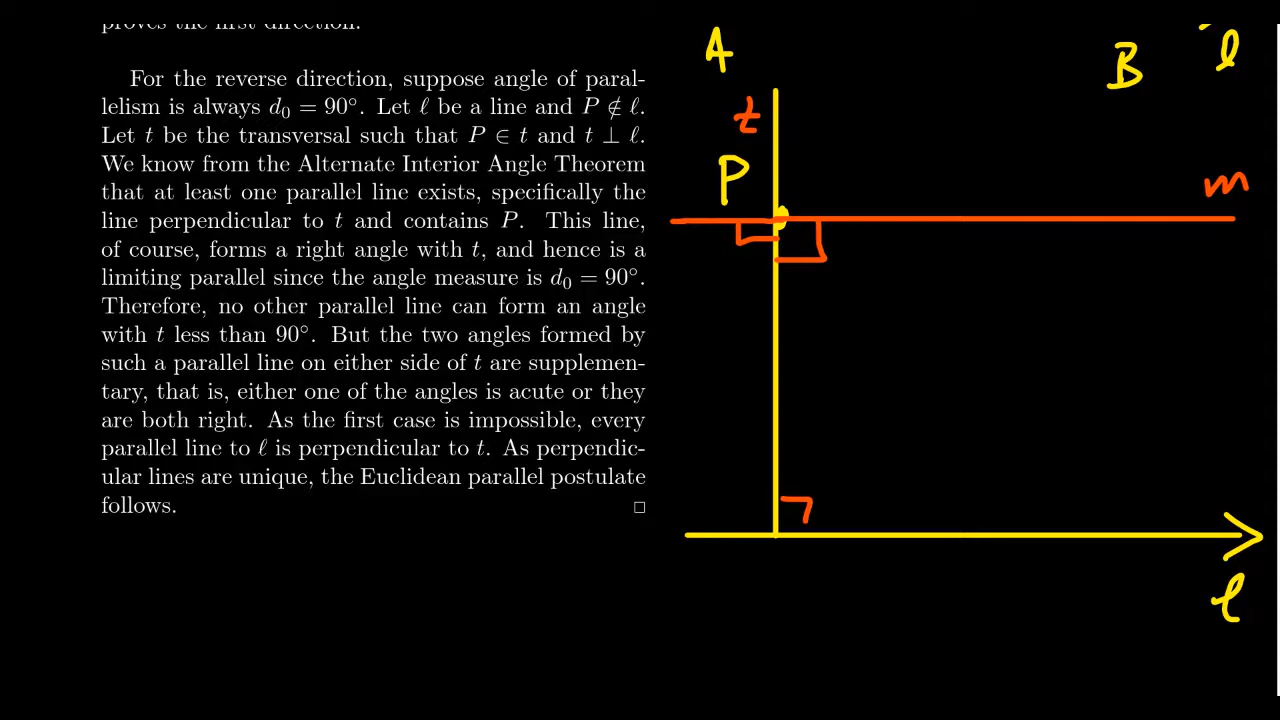 proves the first direction.
For the reverse direction, suppose angle of paral-
lelism is always d₀ = 90°. Let ℓ be a line and P ∉ ℓ.
Let t be the transversal such that P ∈ t and t ⊥ ℓ.
We know from the Alternate Interior Angle Theorem
that at least one parallel line exists, specifically the
line perpendicular to t and contains P. This line,
of course, forms a right angle with t, and hence is a
limiting parallel since the angle measure is d₀ = 90°.
Therefore, no other parallel line can form an angle
with t less than 90°. But the two angles formed by
such a parallel line on either side of t are supplemen-
tary, that is, either one of the angles is acute or they
are both right. As the first case is impossible, every
parallel line to ℓ is perpendicular to t. As perpendic-
ular lines are unique, the Euclidean parallel postulate
follows. □
A
B
ℓ
t
P
m
ℓ